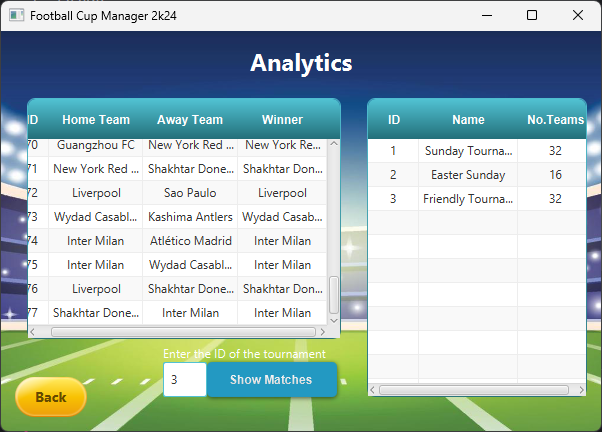 Football Cup Manager 2k24
Analytics
ID Home Team Away Team Winner
70 Guangzhou FC New York Red ... New York Re...
71 New York Red ... Shakhtar Done... Shakhtar Don...
72 Liverpool Sao Paulo Liverpool
73 Wydad Casabl... Kashima Antlers Wydad Casab...
74 Inter Milan Atlético Madrid Inter Milan
75 Inter Milan Wydad Casabl... Inter Milan
76 Liverpool Shakhtar Done... Shakhtar Don...
77 Shakhtar Done... Inter Milan Inter Milan
ID Name No.Teams
1 Sunday Tourna... 32
2 Easter Sunday 16
3 Friendly Tourna... 32
Enter the ID of the tournament
3 Show Matches
Back